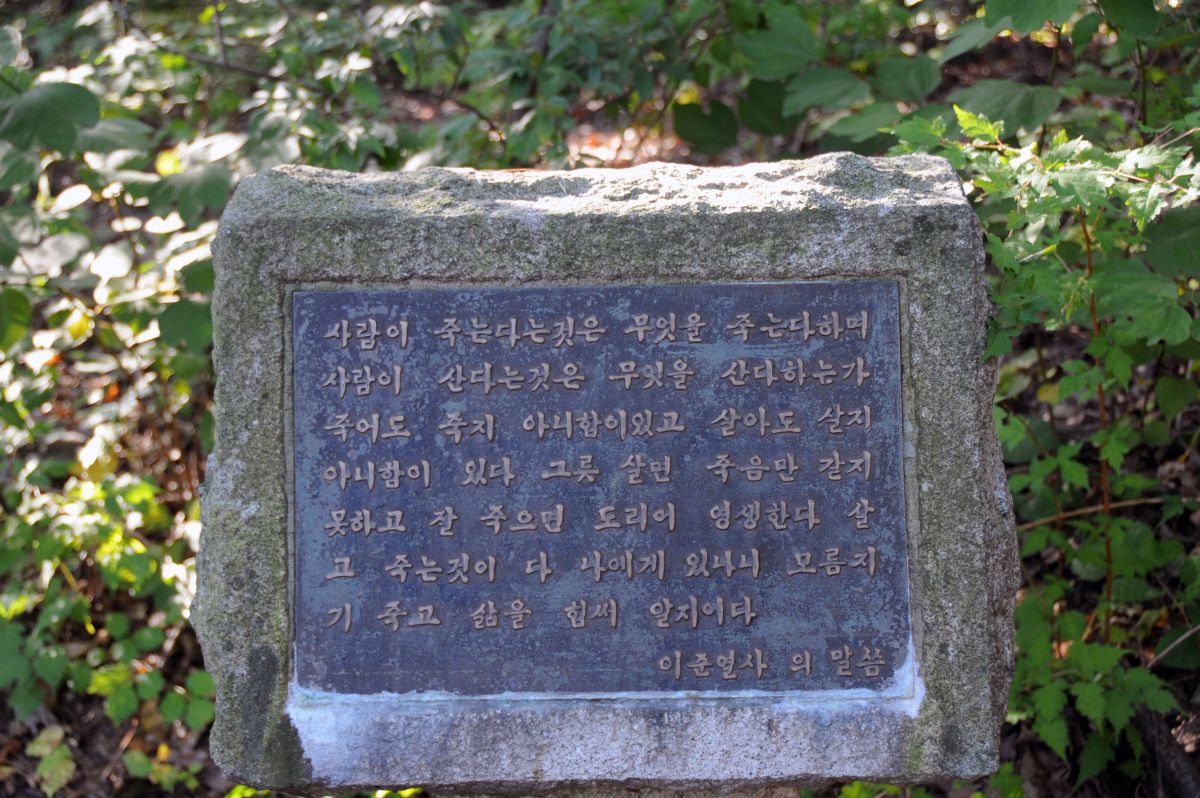 사람이 죽는다는것은 무엇을 죽는다하며
사람이 산다는것은 무엇을 산다하는가
죽어도 죽지 아니함이있고 살아도 살지
아니함이 있다 그릇 살면 죽음만 같지
못하고 잘 죽으면 도리어 영생한다 살
고 죽는것이 다 나에게 있나니 모름지
기 죽고 삶을 힘써 알지어다
이준열사 의 말씀